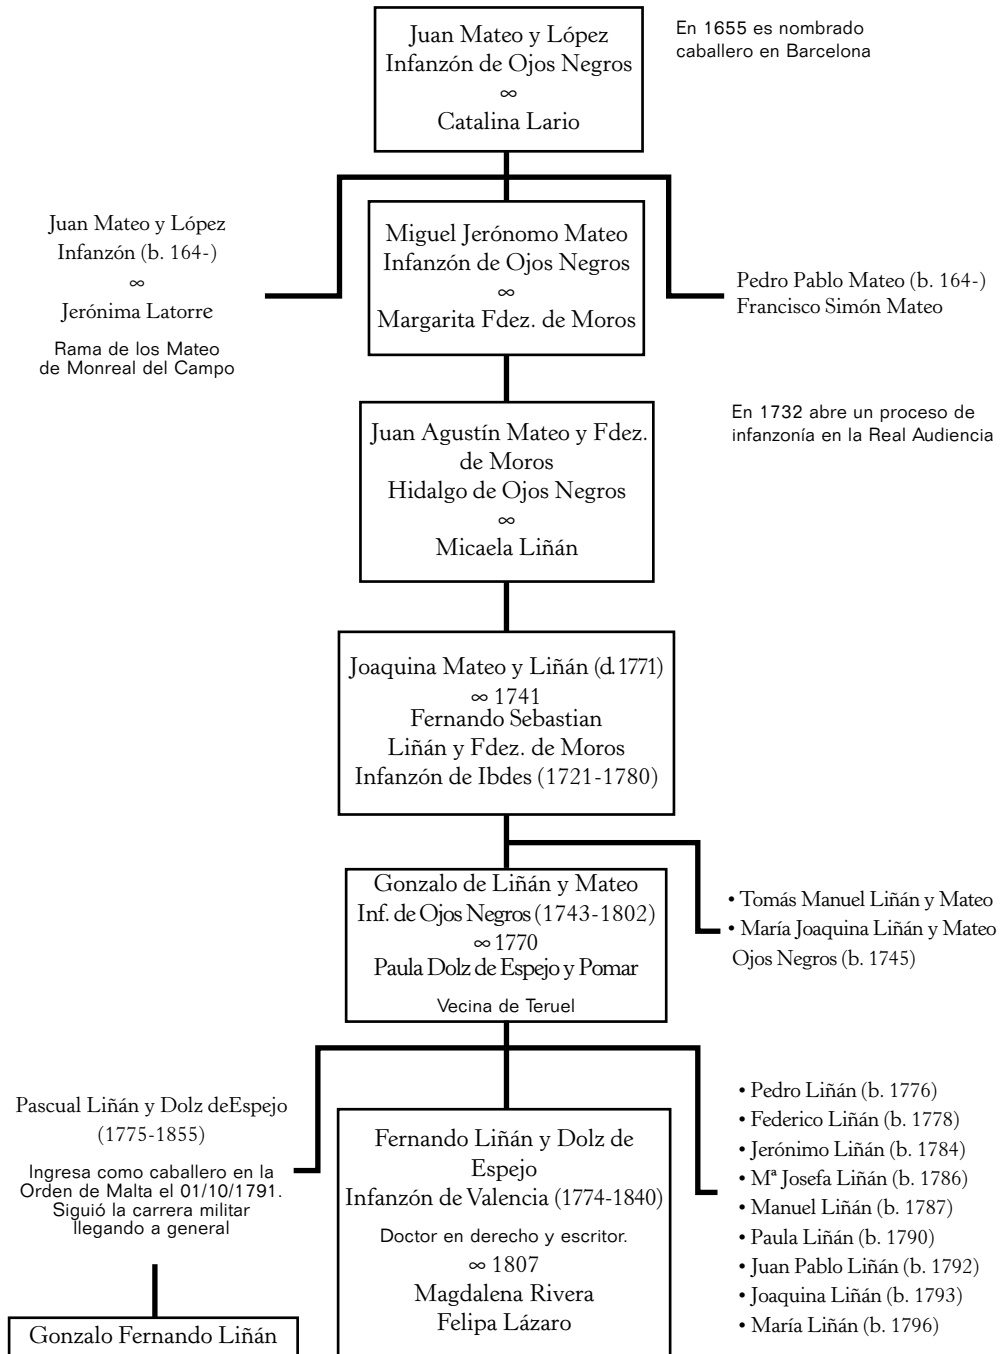 Juan Mateo y López
Infanzón de Ojos Negros
∞
Catalina Lario
En 1655 es nombrado
caballero en Barcelona
Juan Mateo y López
Infanzón (b. 164-)
∞
Jerónima Latorre
Rama de los Mateo
de Monreal del Campo
Miguel Jerónomo Mateo
Infanzón de Ojos Negros
∞
Margarita Fdez. de Moros
Pedro Pablo Mateo (b. 164-)
Francisco Simón Mateo
Juan Agustín Mateo y Fdez.
de Moros
Hidalgo de Ojos Negros
∞
Micaela Liñán
En 1732 abre un proceso de
infanzonía en la Real Audiencia
Joaquina Mateo y Liñán (d. 1771)
∞ 1741
Fernando Sebastian
Liñán y Fdez. de Moros
Infanzón de Ibdes (1721-1780)
Gonzalo de Liñán y Mateo
Inf. de Ojos Negros (1743-1802)
∞ 1770
Paula Dolz de Espejo y Pomar
Vecina de Teruel
• Tomás Manuel Liñán y Mateo
• María Joaquina Liñán y Mateo
Ojos Negros (b. 1745)
Pascual Liñán y Dolz deEspejo
(1775-1855)
Ingresa como caballero en la
Orden de Malta el 01/10/1791.
Siguió la carrera militar
llegando a general
Gonzalo Fernando Liñán
Fernando Liñán y Dolz de
Espejo
Infanzón de Valencia (1774-1840)
Doctor en derecho y escritor.
∞ 1807
Magdalena Rivera
Felipa Lázaro
• Pedro Liñán (b. 1776)
• Federico Liñán (b. 1778)
• Jerónimo Liñán (b. 1784)
• Mª Josefa Liñán (b. 1786)
• Manuel Liñán (b. 1787)
• Paula Liñán (b. 1790)
• Juan Pablo Liñán (b. 1792)
• Joaquina Liñán (b. 1793)
• María Liñán (b. 1796)